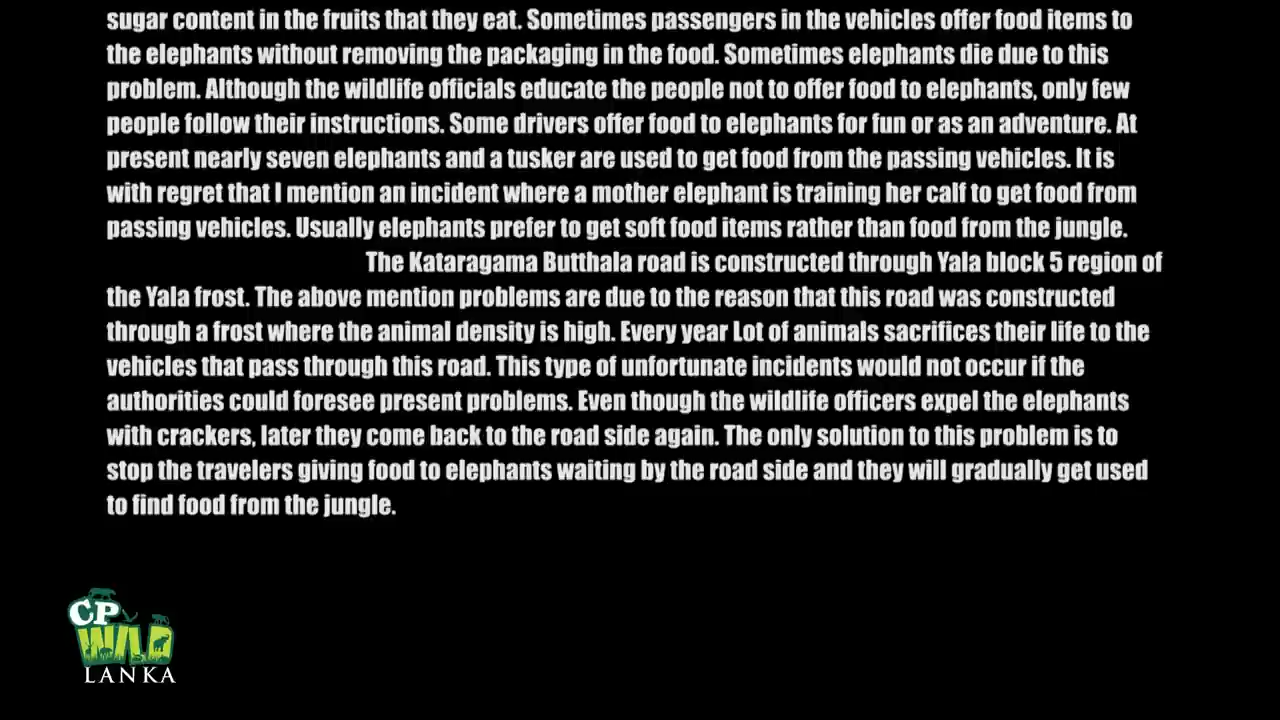 sugar content in the fruits that they eat. Sometimes passengers in the vehicles offer food items to
the elephants without removing the packaging in the food. Sometimes elephants die due to this
problem. Although the wildlife officials educate the people not to offer food to elephants, only few
people follow their instructions. Some drivers offer food to elephants for fun or as an adventure. At
present nearly seven elephants and a tusker are used to get food from the passing vehicles. It is
with regret that I mention an incident where a mother elephant is training her calf to get food from
passing vehicles. Usually elephants prefer to get soft food items rather than food from the jungle.
The Kataragama Butthala road is constructed through Yala block 5 region of
the Yala frost. The above mention problems are due to the reason that this road was constructed
through a frost where the animal density is high. Every year Lot of animals sacrifices their life to the
vehicles that pass through this road. This type of unfortunate incidents would not occur if the
authorities could foresee present problems. Even though the wildlife officers expel the elephants
with crackers, later they come back to the road side again. The only solution to this problem is to
stop the travelers giving food to elephants waiting by the road side and they will gradually get used
to find food from the jungle.
CP
WILD
LANKA